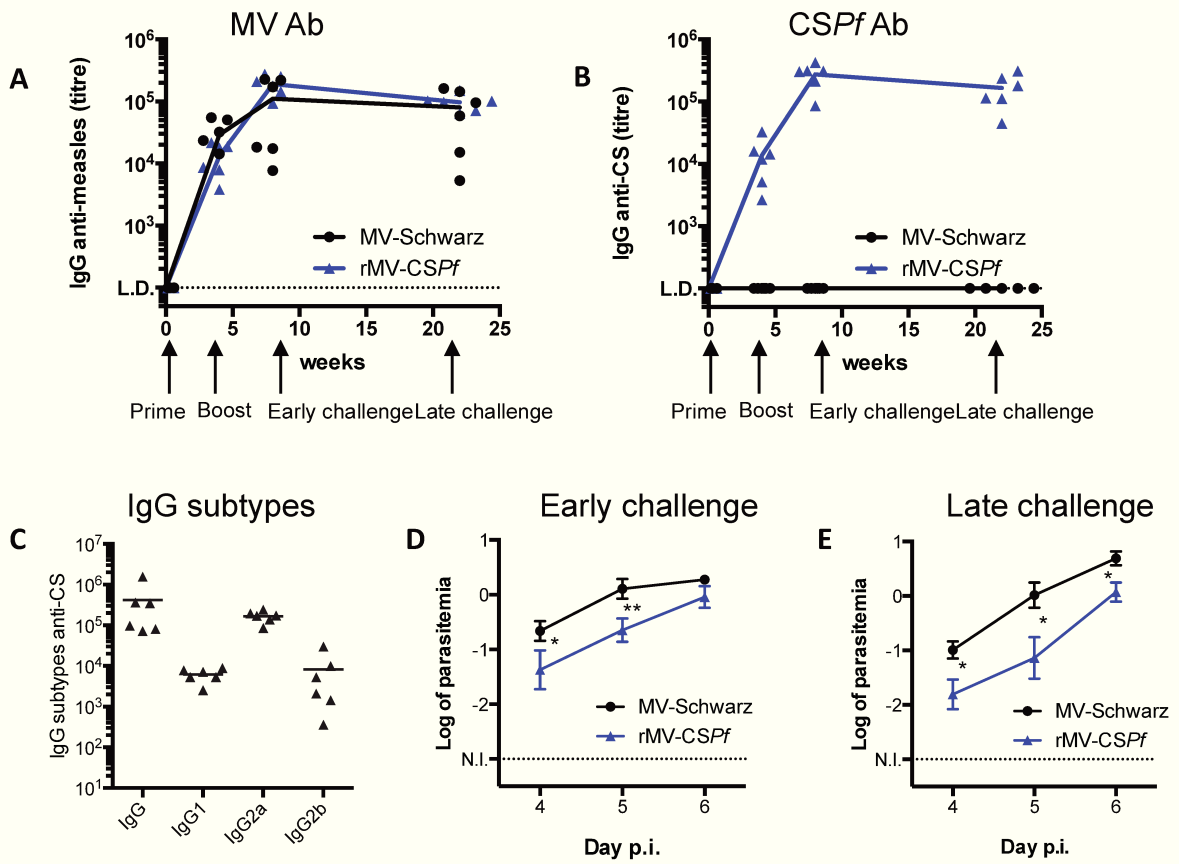 MV Ab
A
10⁶
10⁵
10⁴
10³
L.D.
IgG anti-measles (titre)
MV-Schwarz
rMV-CSPf
0 5 10 15 20 25
weeks
Prime Boost Early challenge Late challenge
CSPf Ab
B
10⁶
10⁵
10⁴
10³
L.D.
IgG anti-CS (titre)
MV-Schwarz
rMV-CSPf
0 5 10 15 20 25
weeks
Prime Boost Early challenge Late challenge
IgG subtypes
C
10⁷
10⁶
10⁵
10⁴
10³
10²
10¹
IgG subtypes anti-CS
IgG IgG1 IgG2a IgG2b
Early challenge
D
1
0
-1
-2
N.I.
Log of parasitemia
*
**
MV-Schwarz
rMV-CSPf
4 5 6
Day p.i.
Late challenge
E
1
0
-1
-2
N.I.
Log of parasitemia
*
*
*
MV-Schwarz
rMV-CSPf
4 5 6
Day p.i.